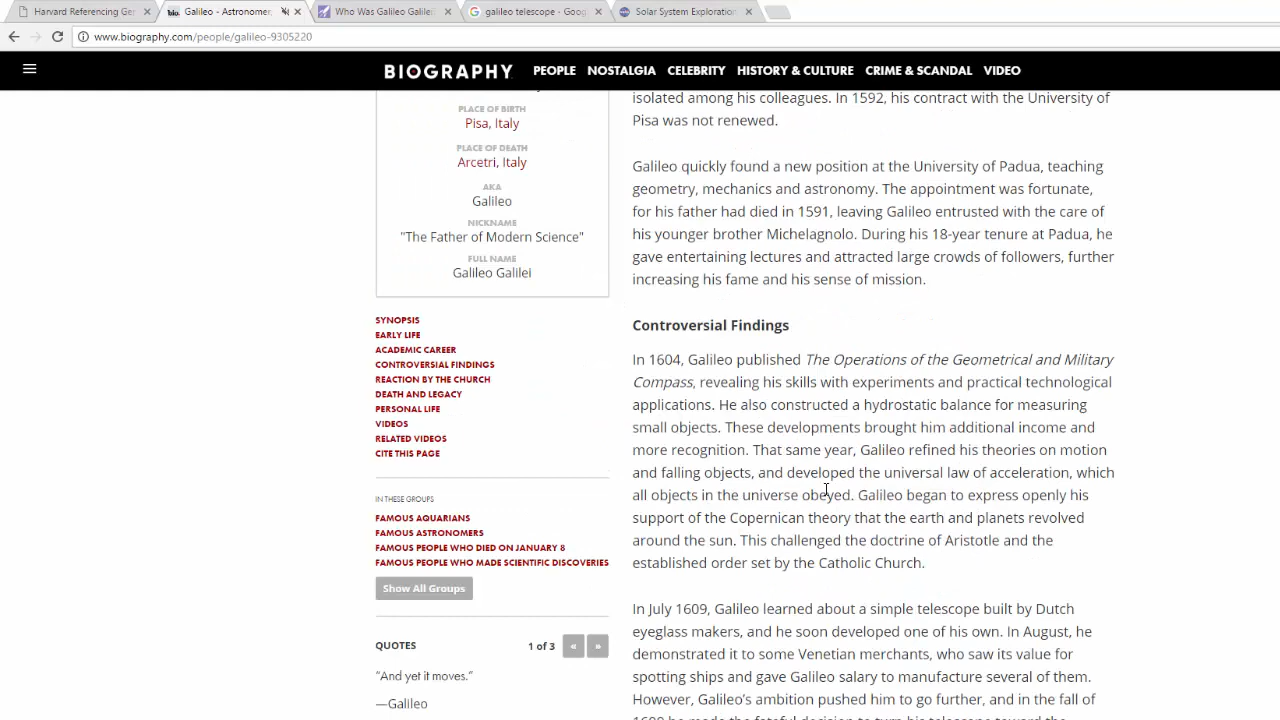 Harvard Referencing Ger
bio.
Galileo - Astronomer,
Who Was Galileo Galilei
galileo telescope - Goog
Solar System Exploration
www.biography.com/people/galileo-9305220
BIOGRAPHY
PEOPLE NOSTALGIA CELEBRITY HISTORY & CULTURE CRIME & SCANDAL VIDEO
PLACE OF BIRTH
Pisa, Italy
PLACE OF DEATH
Arcetri, Italy
AKA
Galileo
NICKNAME
"The Father of Modern Science"
FULL NAME
Galileo Galilei
SYNOPSIS
EARLY LIFE
ACADEMIC CAREER
CONTROVERSIAL FINDINGS
REACTION BY THE CHURCH
DEATH AND LEGACY
PERSONAL LIFE
VIDEOS
RELATED VIDEOS
CITE THIS PAGE
IN THESE GROUPS
FAMOUS AQUARIANS
FAMOUS ASTRONOMERS
FAMOUS PEOPLE WHO DIED ON JANUARY 8
FAMOUS PEOPLE WHO MADE SCIENTIFIC DISCOVERIES
Show All Groups
QUOTES 1 of 3 « »
“And yet it moves.”
—Galileo
isolated among his colleagues. In 1592, his contract with the University of
Pisa was not renewed.
Galileo quickly found a new position at the University of Padua, teaching
geometry, mechanics and astronomy. The appointment was fortunate,
for his father had died in 1591, leaving Galileo entrusted with the care of
his younger brother Michelagnolo. During his 18-year tenure at Padua, he
gave entertaining lectures and attracted large crowds of followers, further
increasing his fame and his sense of mission.
Controversial Findings
In 1604, Galileo published The Operations of the Geometrical and Military
Compass, revealing his skills with experiments and practical technological
applications. He also constructed a hydrostatic balance for measuring
small objects. These developments brought him additional income and
more recognition. That same year, Galileo refined his theories on motion
and falling objects, and developed the universal law of acceleration, which
all objects in the universe obeyed. Galileo began to express openly his
support of the Copernican theory that the earth and planets revolved
around the sun. This challenged the doctrine of Aristotle and the
established order set by the Catholic Church.
In July 1609, Galileo learned about a simple telescope built by Dutch
eyeglass makers, and he soon developed one of his own. In August, he
demonstrated it to some Venetian merchants, who saw its value for
spotting ships and gave Galileo salary to manufacture several of them.
However, Galileo’s ambition pushed him to go further, and in the fall of
1609 he made the fateful decision to turn his telescope toward the